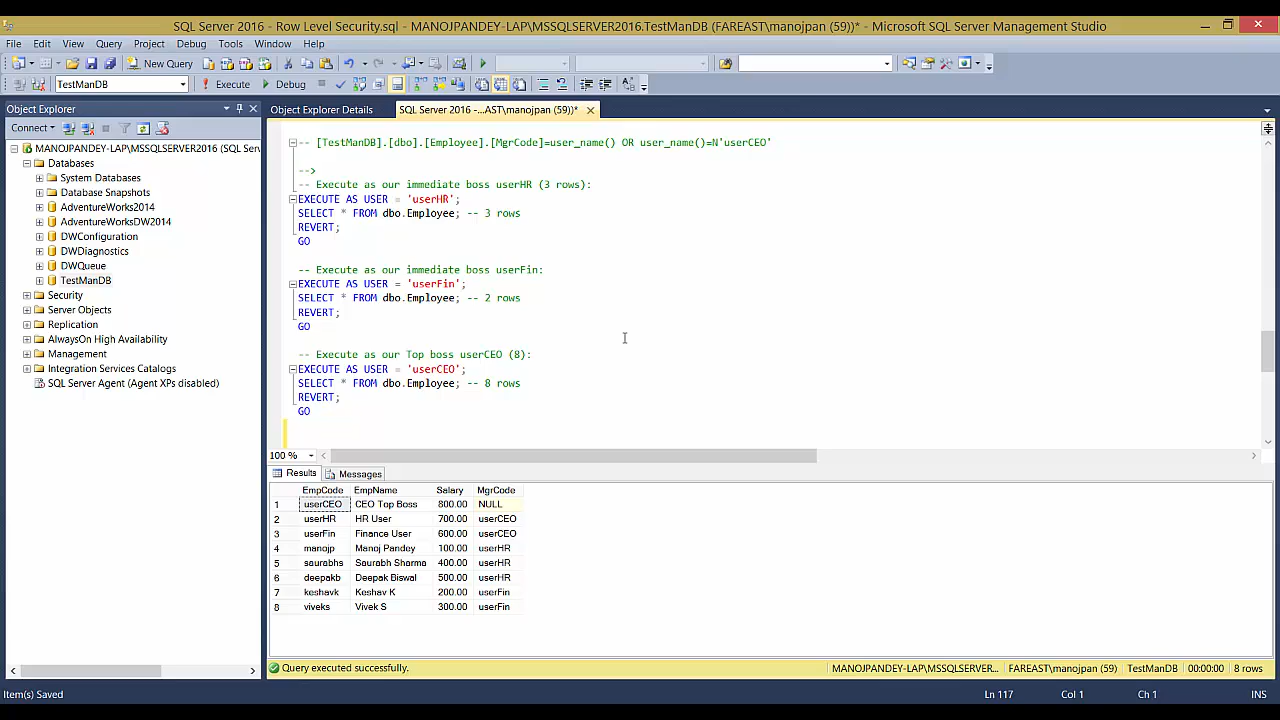 SQL Server 2016 - Row Level Security.sql - MANOJPANDEY-LAP\MSSQLSERVER2016.TestManDB (FAREAST\manojpan (59))* - Microsoft SQL Server Management Studio
File Edit View Query Project Debug Tools Window Help
New Query
TestManDB Execute Debug
Object Explorer
Object Explorer Details SQL Server 2016 -...AST\manojpan (59))*
Connect
MANOJPANDEY-LAP\MSSQLSERVER2016 (SQL Serv
Databases
System Databases
Database Snapshots
AdventureWorks2014
AdventureWorksDW2014
DWConfiguration
DWDiagnostics
DWQueue
TestManDB
Security
Server Objects
Replication
AlwaysOn High Availability
Management
Integration Services Catalogs
SQL Server Agent (Agent XPs disabled)
-- [TestManDB].[dbo].[Employee].[MgrCode]=user_name() OR user_name()=N'userCEO'
-->
-- Execute as our immediate boss userHR (3 rows):
EXECUTE AS USER = 'userHR';
SELECT * FROM dbo.Employee; -- 3 rows
REVERT;
GO
-- Execute as our immediate boss userFin:
EXECUTE AS USER = 'userFin';
SELECT * FROM dbo.Employee; -- 2 rows
REVERT;
GO
-- Execute as our Top boss userCEO (8):
EXECUTE AS USER = 'userCEO';
SELECT * FROM dbo.Employee; -- 8 rows
REVERT;
GO
100 %
Results Messages
EmpCode EmpName Salary MgrCode
1 userCEO CEO Top Boss 800.00 NULL
2 userHR HR User 700.00 userCEO
3 userFin Finance User 600.00 userCEO
4 manojp Manoj Pandey 100.00 userHR
5 saurabhs Saurabh Sharma 400.00 userHR
6 deepakb Deepak Biswal 500.00 userHR
7 keshavk Keshav K 200.00 userFin
8 viveks Vivek S 300.00 userFin
Query executed successfully. MANOJPANDEY-LAP\MSSQLSERVER... FAREAST\manojpan (59) TestManDB 00:00:00 8 rows
Item(s) Saved Ln 117 Col 1 Ch 1 INS